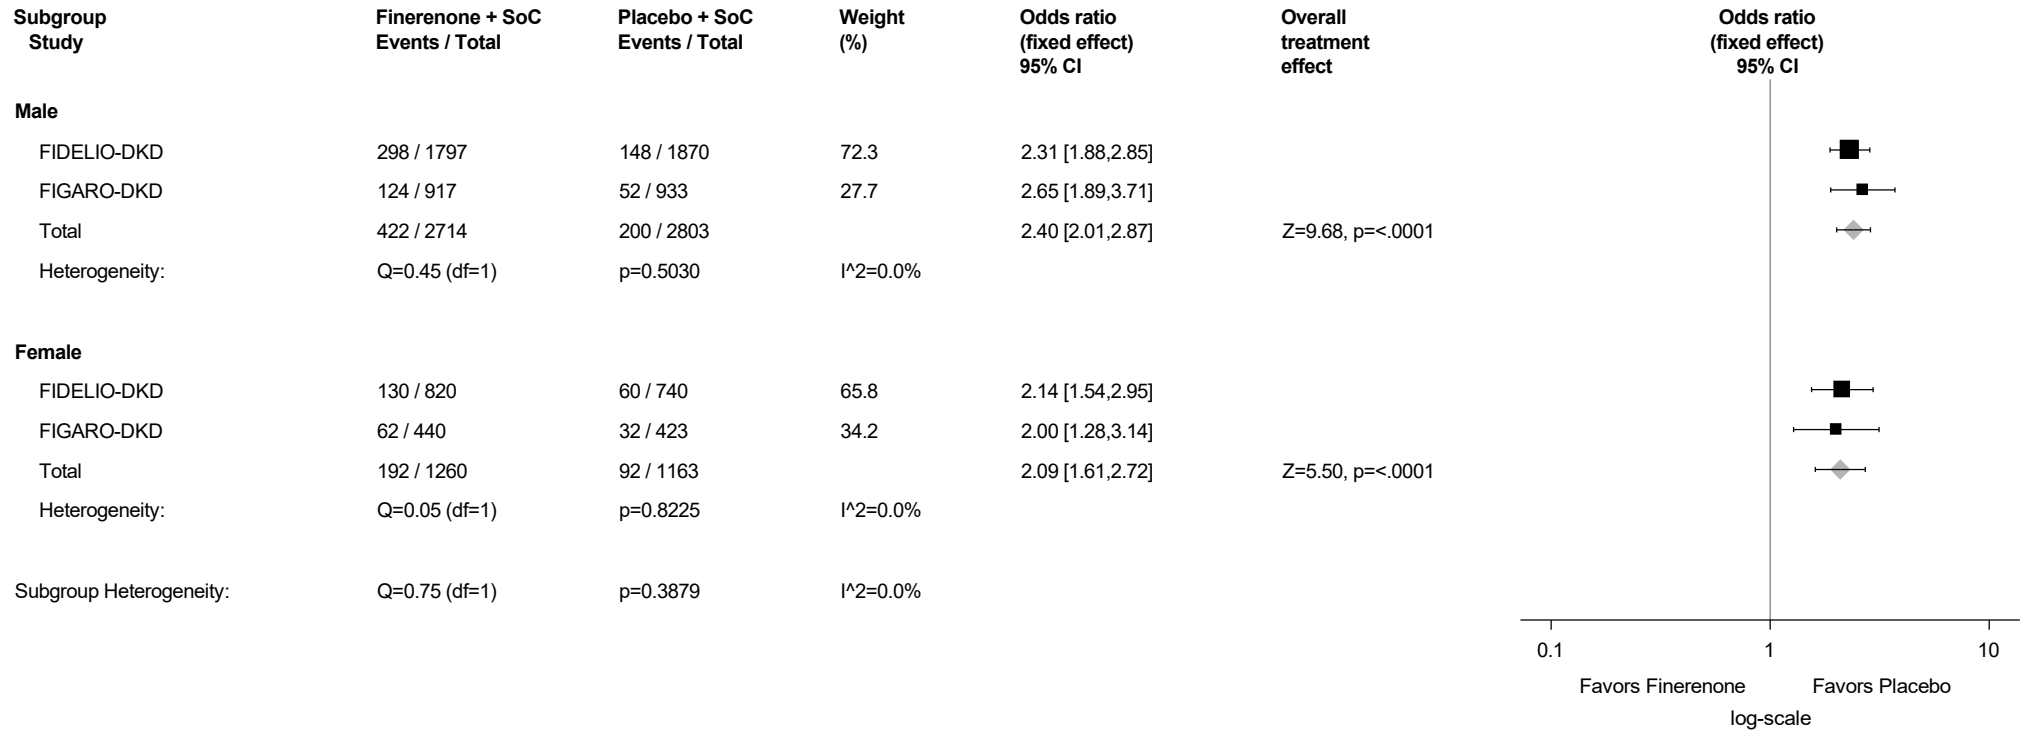 Subgroup Finerenone + SoC Placebo + SoC Weight Odds ratio Overall Odds ratio
Study Events / Total Events / Total (%) (fixed effect) treatment (fixed effect)
95% CI effect 95% CI
Male
FIDELIO-DKD 298 / 1797 148 / 1870 72.3 2.31 [1.88,2.85]
FIGARO-DKD 124 / 917 52 / 933 27.7 2.65 [1.89,3.71]
Total 422 / 2714 200 / 2803 2.40 [2.01,2.87] Z=9.68, p=<.0001
Heterogeneity: Q=0.45 (df=1) p=0.5030 I^2=0.0%
Female
FIDELIO-DKD 130 / 820 60 / 740 65.8 2.14 [1.54,2.95]
FIGARO-DKD 62 / 440 32 / 423 34.2 2.00 [1.28,3.14]
Total 192 / 1260 92 / 1163 2.09 [1.61,2.72] Z=5.50, p=<.0001
Heterogeneity: Q=0.05 (df=1) p=0.8225 I^2=0.0%
Subgroup Heterogeneity: Q=0.75 (df=1) p=0.3879 I^2=0.0%
0.1 1 10
Favors Finerenone Favors Placebo
log-scale